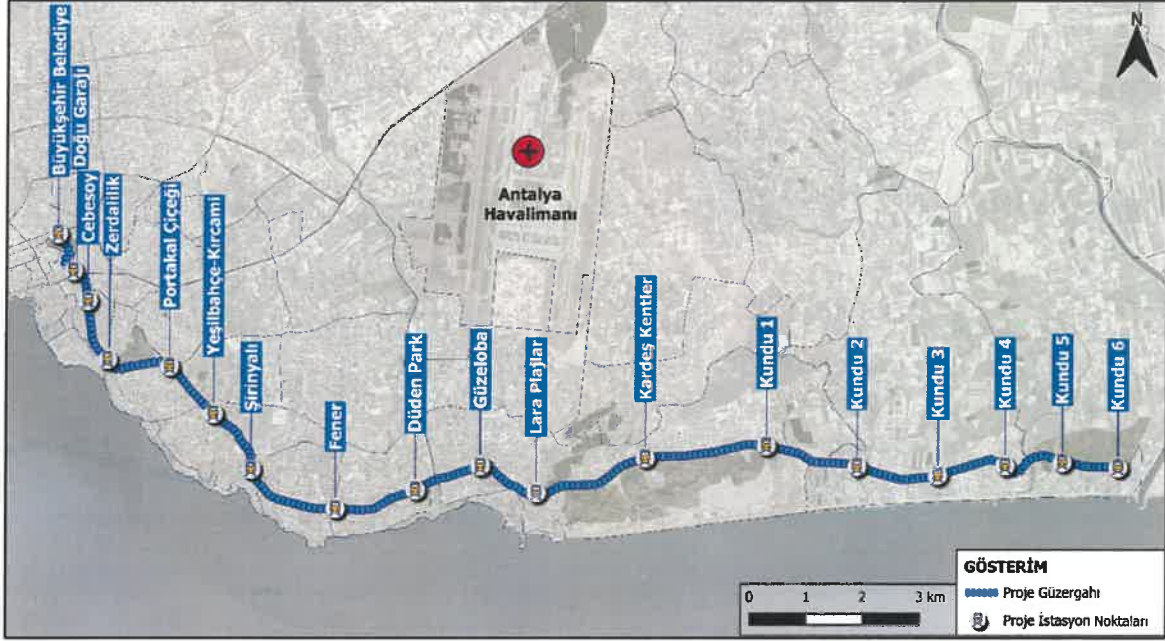 Büyükşehir Belediye
Doğu Garajı
Cebesoy
Zerdalilik
Portakal Çiçeği
Yeşilbahçe-Kırcami
Şirinyalı
Fener
Düden Park
Güzeloba
Lara Plajlar
Kardeş Kentler
Kundu 1
Kundu 2
Kundu 3
Kundu 4
Kundu 5
Kundu 6
Antalya
Havalimanı
N
0 1 2 3 km
GÖSTERİM
Proje Güzergahı
Proje İstasyon Noktaları